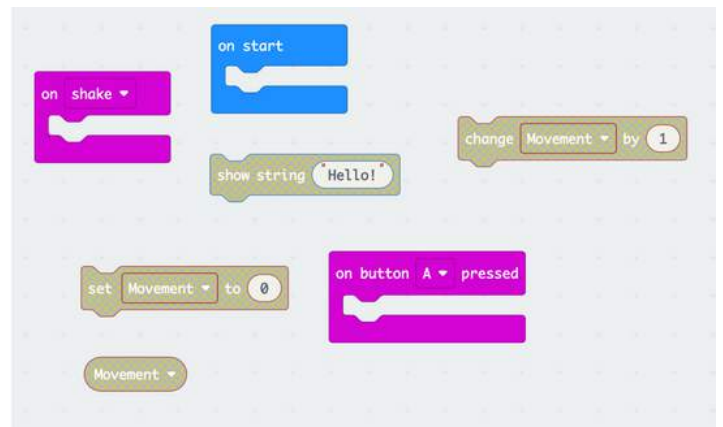 on start
on shake
change Movement by 1
show string "Hello!"
set Movement to 0
on button A pressed
Movement